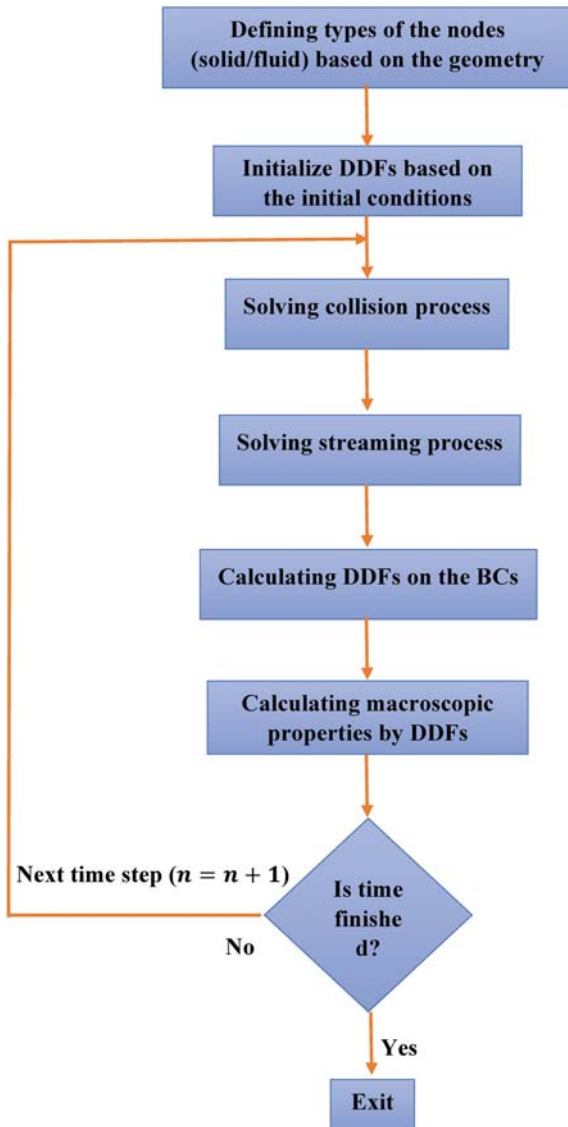 Defining types of the nodes
(solid/fluid) based on the geometry
Initialize DDFs based on
the initial conditions
Solving collision process
Solving streaming process
Calculating DDFs on the BCs
Calculating macroscopic
properties by DDFs
Next time step (n = n + 1)
Is time
finishe
d?
No
Yes
Exit